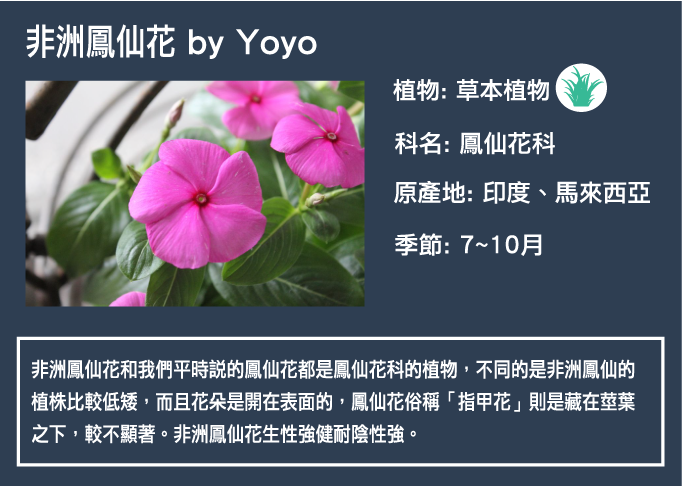 非洲鳳仙花 by Yoyo
植物: 草本植物
科名: 鳳仙花科
原產地: 印度、馬來西亞
季節: 7~10月
非洲鳳仙花和我們平時説的鳳仙花都是鳳仙花科的植物，不同的是非洲鳳仙的
植株比較低矮，而且花朵是開在表面的，鳳仙花俗稱「指甲花」則是藏在莖葉
之下，較不顯著。非洲鳳仙花生性強健耐陰性強。